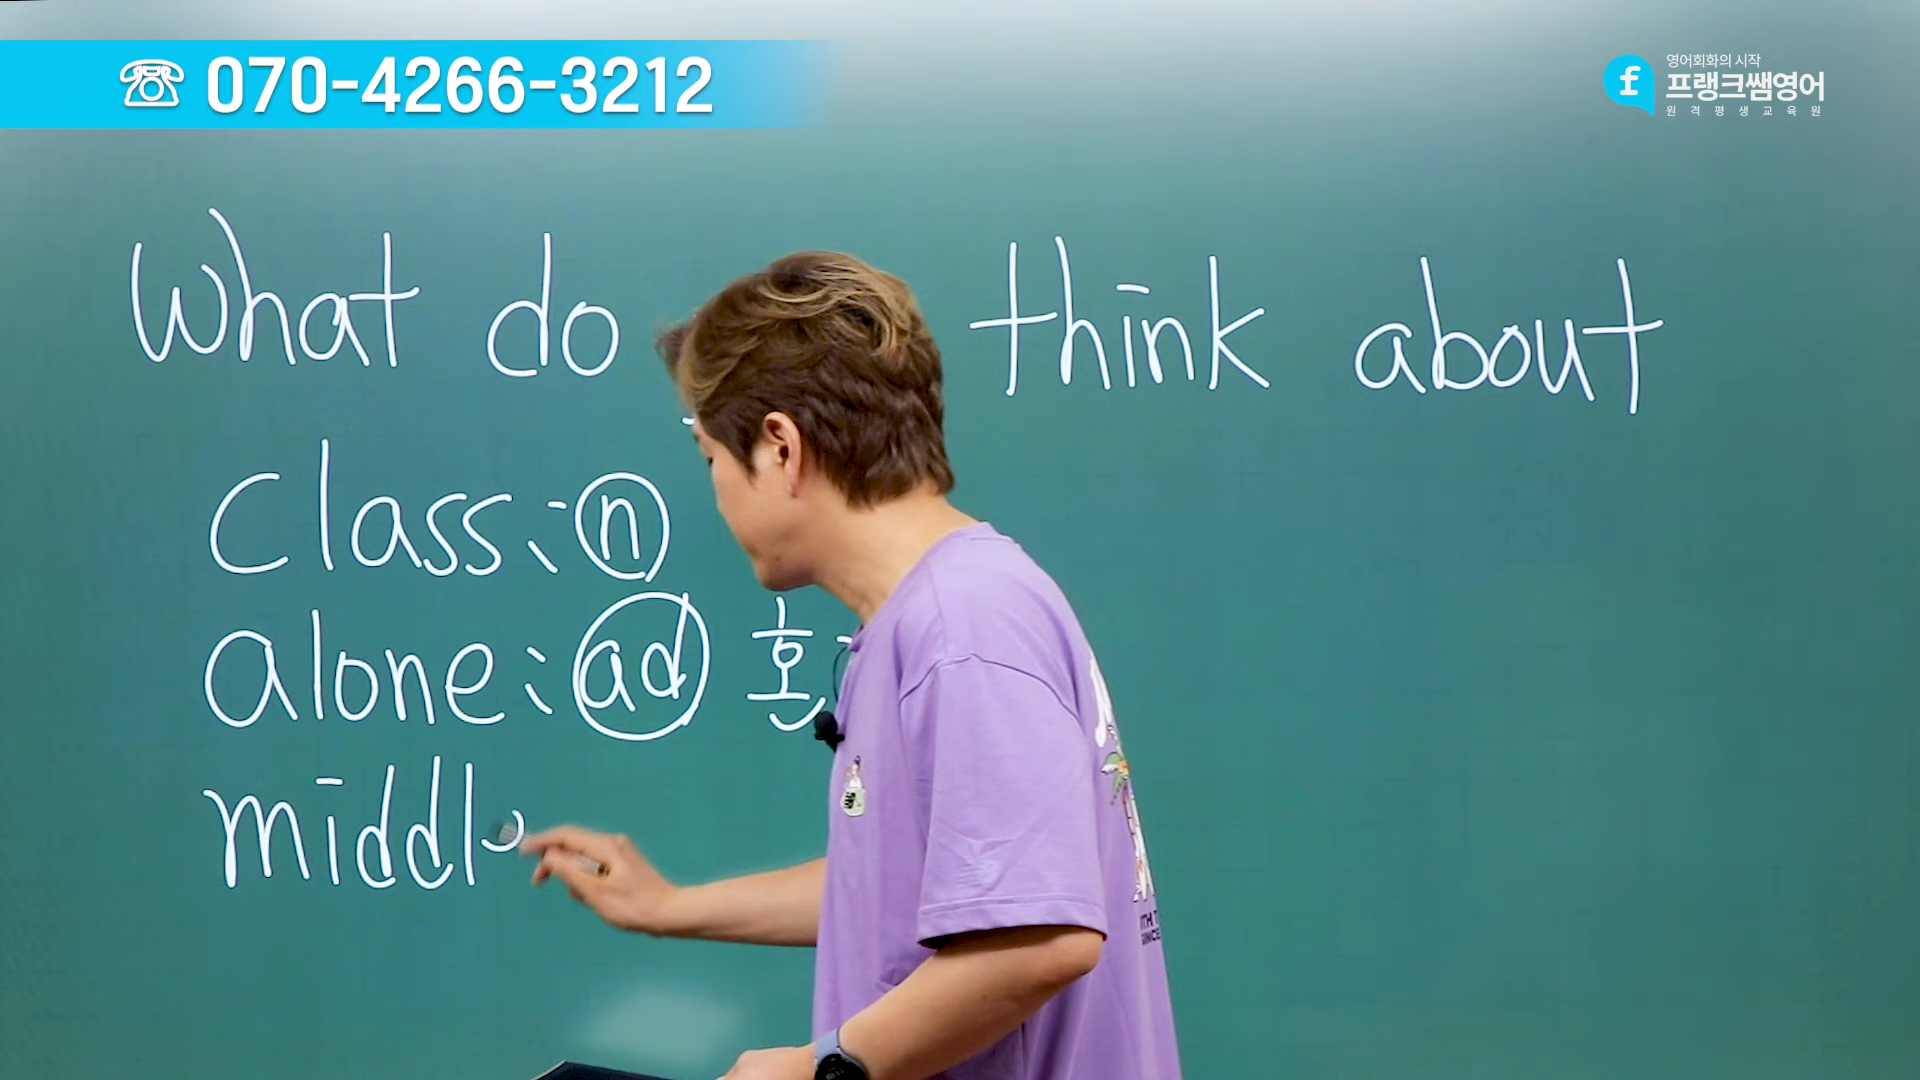 070-4266-3212
영어회화의 시작
프랭크쌤영어
원격평생교육원
What do think about
class: n
alone: ad 혼
middl